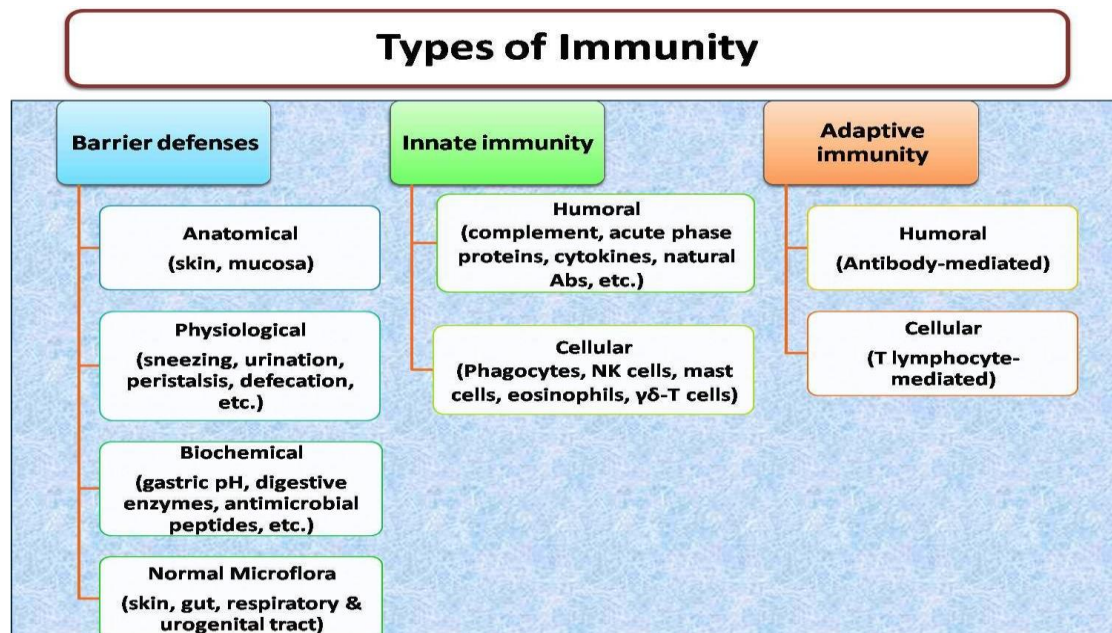 Types of Immunity
Barrier defenses
Anatomical
(skin, mucosa)
Physiological
(sneezing, urination,
peristalsis, defecation,
etc.)
Biochemical
(gastric pH, digestive
enzymes, antimicrobial
peptides, etc.)
Normal Microflora
(skin, gut, respiratory &
urogenital tract)
Innate immunity
Humoral
(complement, acute phase
proteins, cytokines, natural
Abs, etc.)
Cellular
(Phagocytes, NK cells, mast
cells, eosinophils, γδ-T cells)
Adaptive
immunity
Humoral
(Antibody-mediated)
Cellular
(T lymphocyte-
mediated)